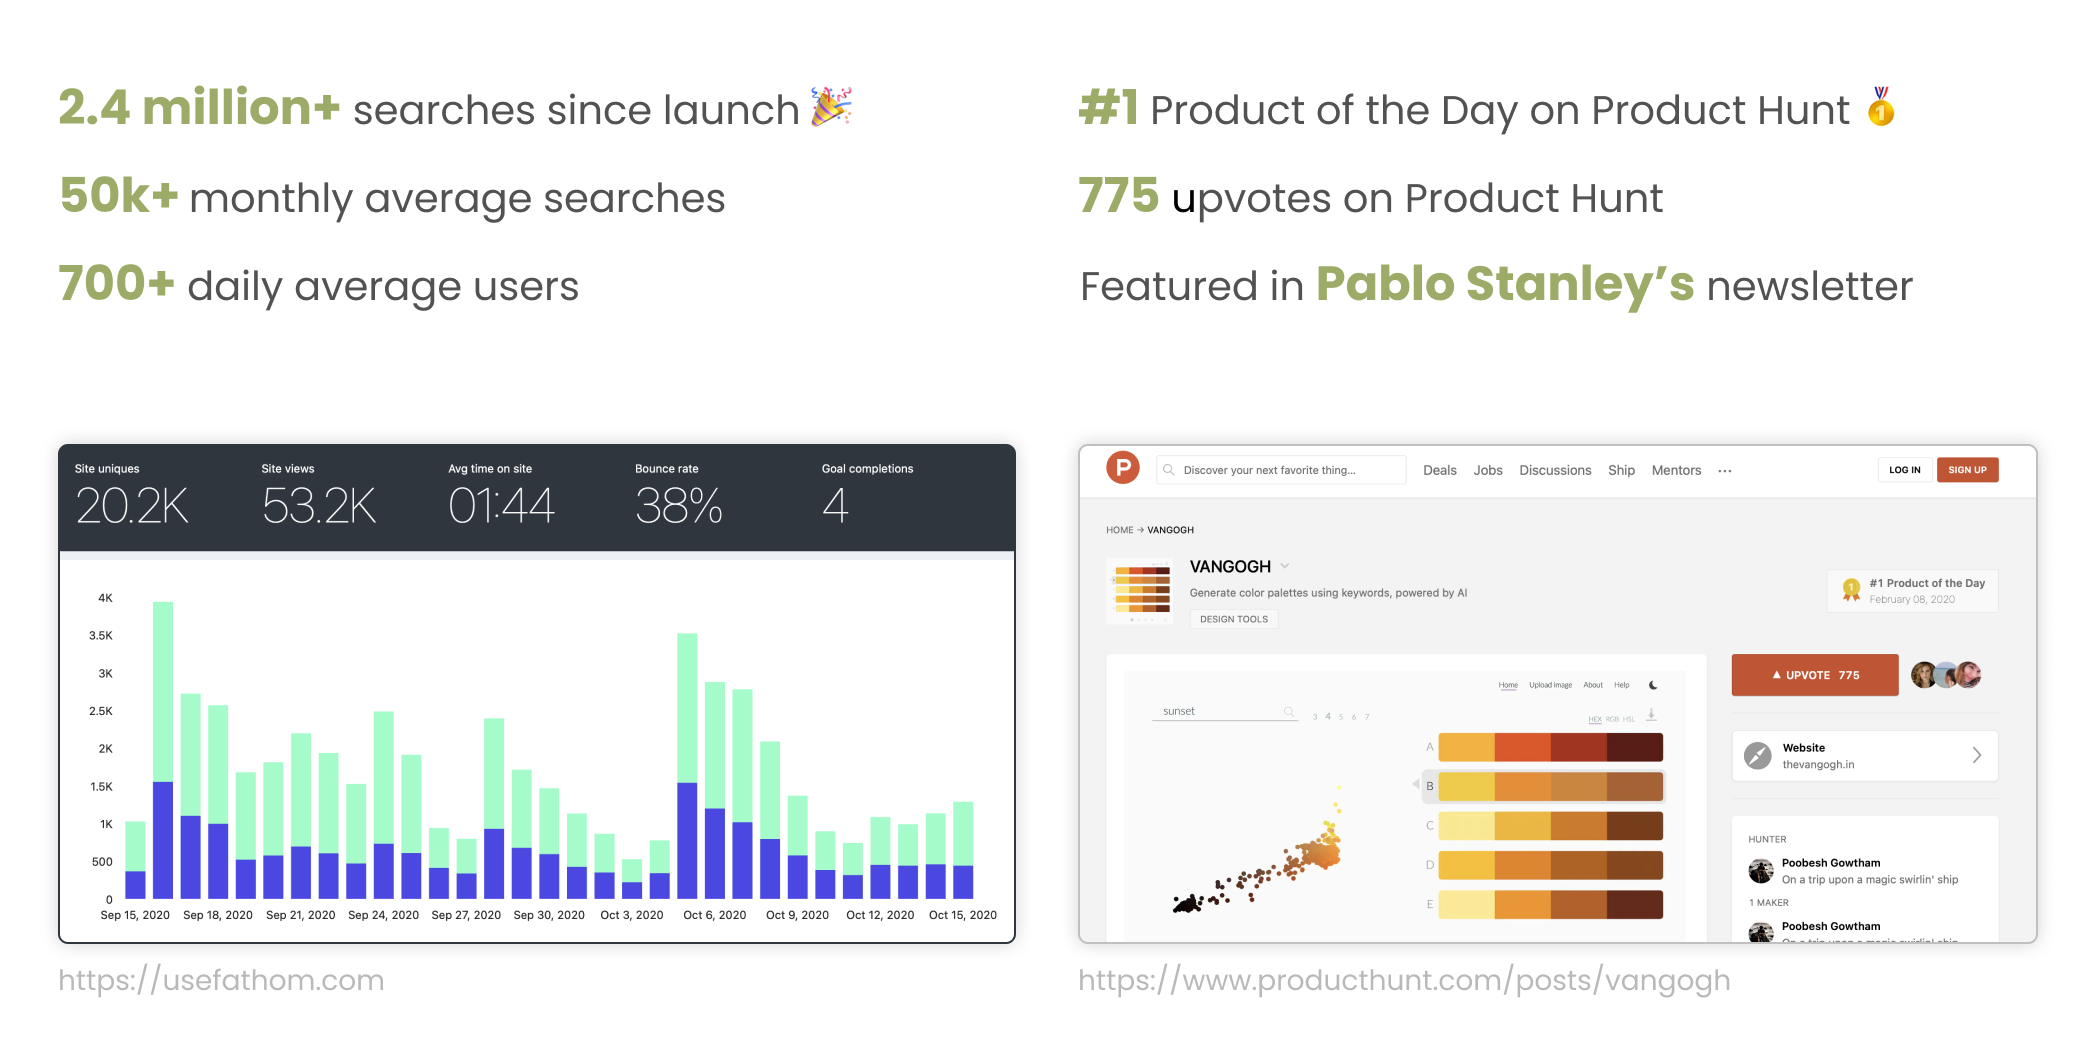 2.4 million+ searches since launch 🎉
50k+ monthly average searches
700+ daily average users
#1 Product of the Day on Product Hunt 🏅
775 upvotes on Product Hunt
Featured in Pablo Stanley’s newsletter
Site uniques
20.2K
Site views
53.2K
Avg time on site
01:44
Bounce rate
38%
Goal completions
4
4K
3.5K
3K
2.5K
2K
1.5K
1K
500
0
Sep 15, 2020 Sep 18, 2020 Sep 21, 2020 Sep 24, 2020 Sep 27, 2020 Sep 30, 2020 Oct 3, 2020 Oct 6, 2020 Oct 9, 2020 Oct 12, 2020 Oct 15, 2020
https://usefathom.com
P Discover your next favorite thing... Deals Jobs Discussions Ship Mentors ··· LOG IN SIGN UP
HOME → VANGOGH
VANGOGH
Generate color palettes using keywords, powered by AI
DESIGN TOOLS
1 #1 Product of the Day
February 08, 2020
Home Upload image About Help
sunset 3 4 5 6 7
HEX RGB HSL
A
B
C
D
E
UPVOTE 775
Website
thevangogh.in
HUNTER
Poobesh Gowtham
On a trip upon a magic swirlin' ship
1 MAKER
Poobesh Gowtham
On a trip upon a magic swirlin' ship
https://www.producthunt.com/posts/vangogh